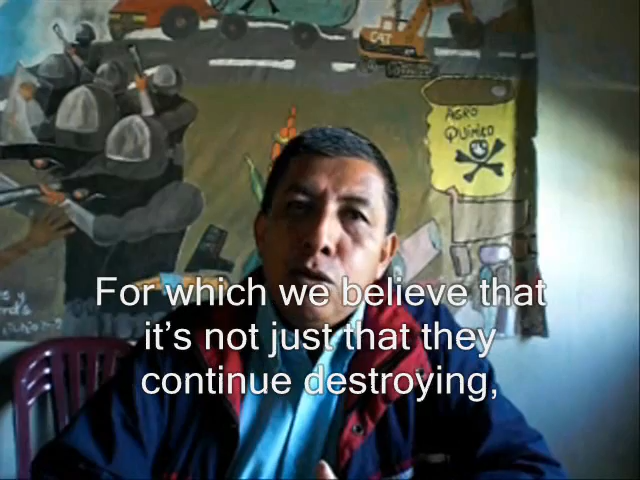 CAT
AGRO
QUIMICO
For which we believe that
it's not just that they
continue destroying,